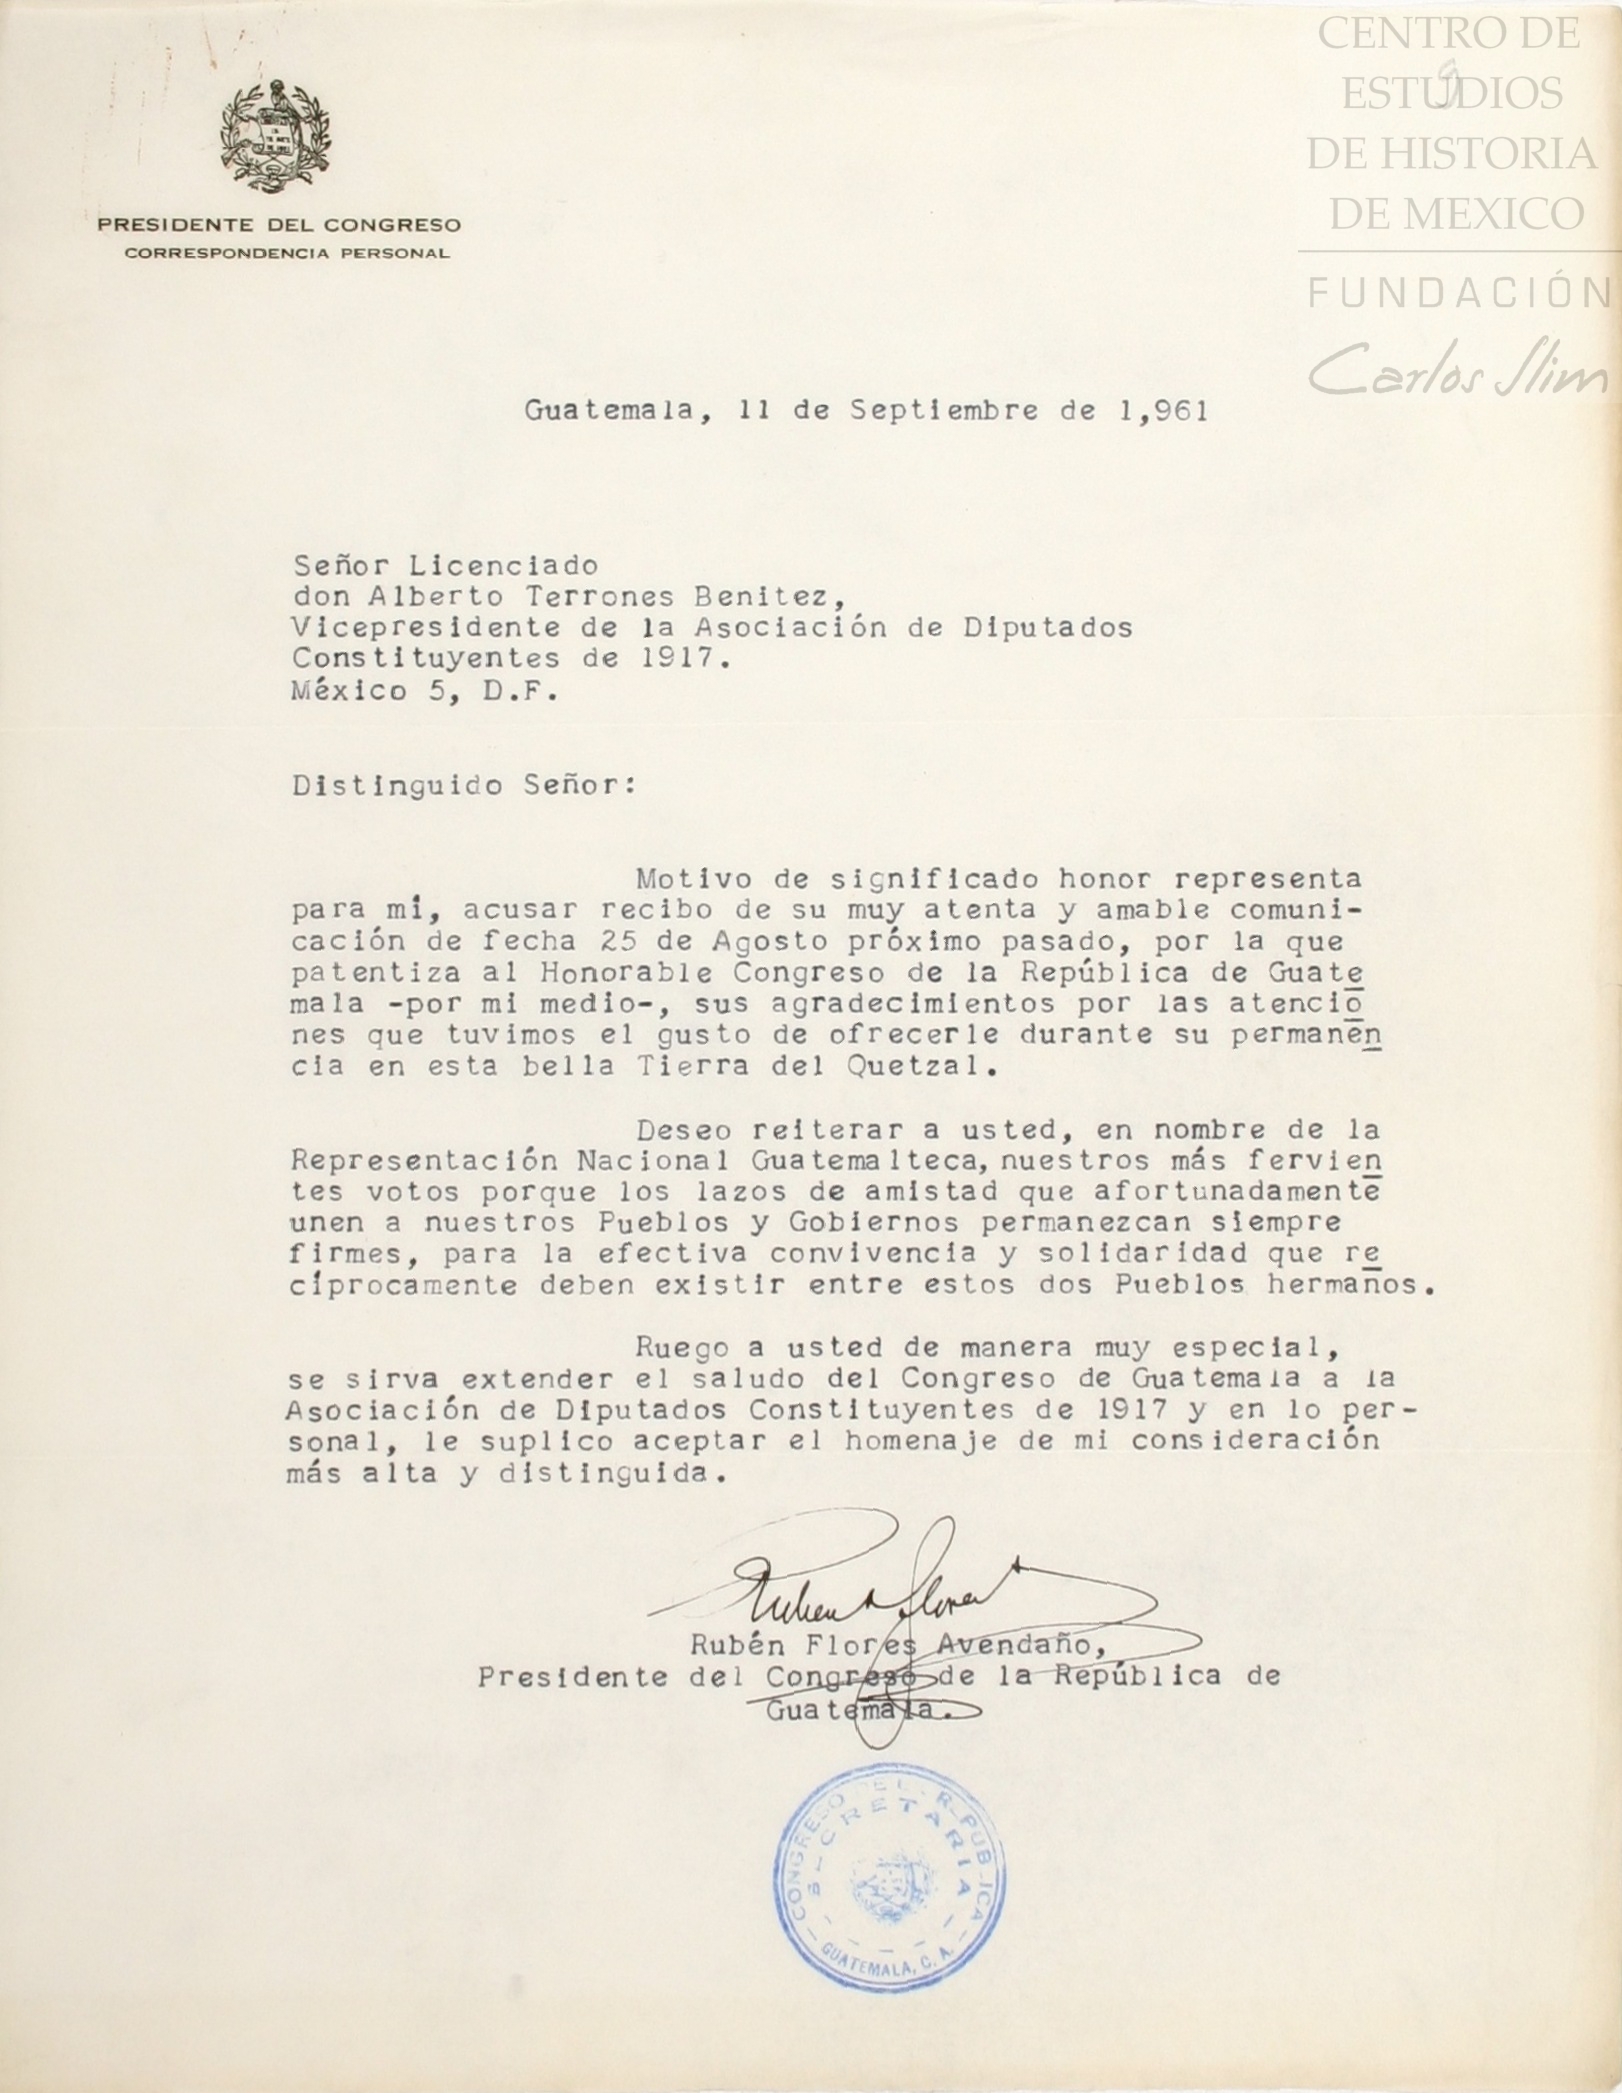 CENTRO DE
ESTUDIOS
DE HISTORIA
DE MEXICO
FUNDACIÓN
Carlos Slim
9
PRESIDENTE DEL CONGRESO
CORRESPONDENCIA PERSONAL
Guatemala, 11 de Septiembre de 1,961
Señor Licenciado
don Alberto Terrones Benitez,
Vicepresidente de la Asociación de Diputados
Constituyentes de 1917.
México 5, D.F.
Distinguido Señor:
Motivo de significado honor representa
para mí, acusar recibo de su muy atenta y amable comuni-
cación de fecha 25 de Agosto próximo pasado, por la que
patentiza al Honorable Congreso de la República de Guate
mala -por mi medio-, sus agradecimientos por las atencio
nes que tuvimos el gusto de ofrecerle durante su permanen
cia en esta bella Tierra del Quetzal.
Deseo reiterar a usted, en nombre de la
Representación Nacional Guatemalteca, nuestros más fervien
tes votos porque los lazos de amistad que afortunadamente
unen a nuestros Pueblos y Gobiernos permanezcan siempre
firmes, para la efectiva convivencia y solidaridad que re
cíprocamente deben existir entre estos dos Pueblos hermanos.
Ruego a usted de manera muy especial,
se sirva extender el saludo del Congreso de Guatemala a la
Asociación de Diputados Constituyentes de 1917 y en lo per-
sonal, le suplico aceptar el homenaje de mi consideración
más alta y distinguida.
Ruben Flores A
Rubén Flores Avendaño,
Presidente del Congreso de la República de
Guatemala.
CONGRESO DE LA REPUBLICA
SECRETARIA
GUATEMALA, C. A.